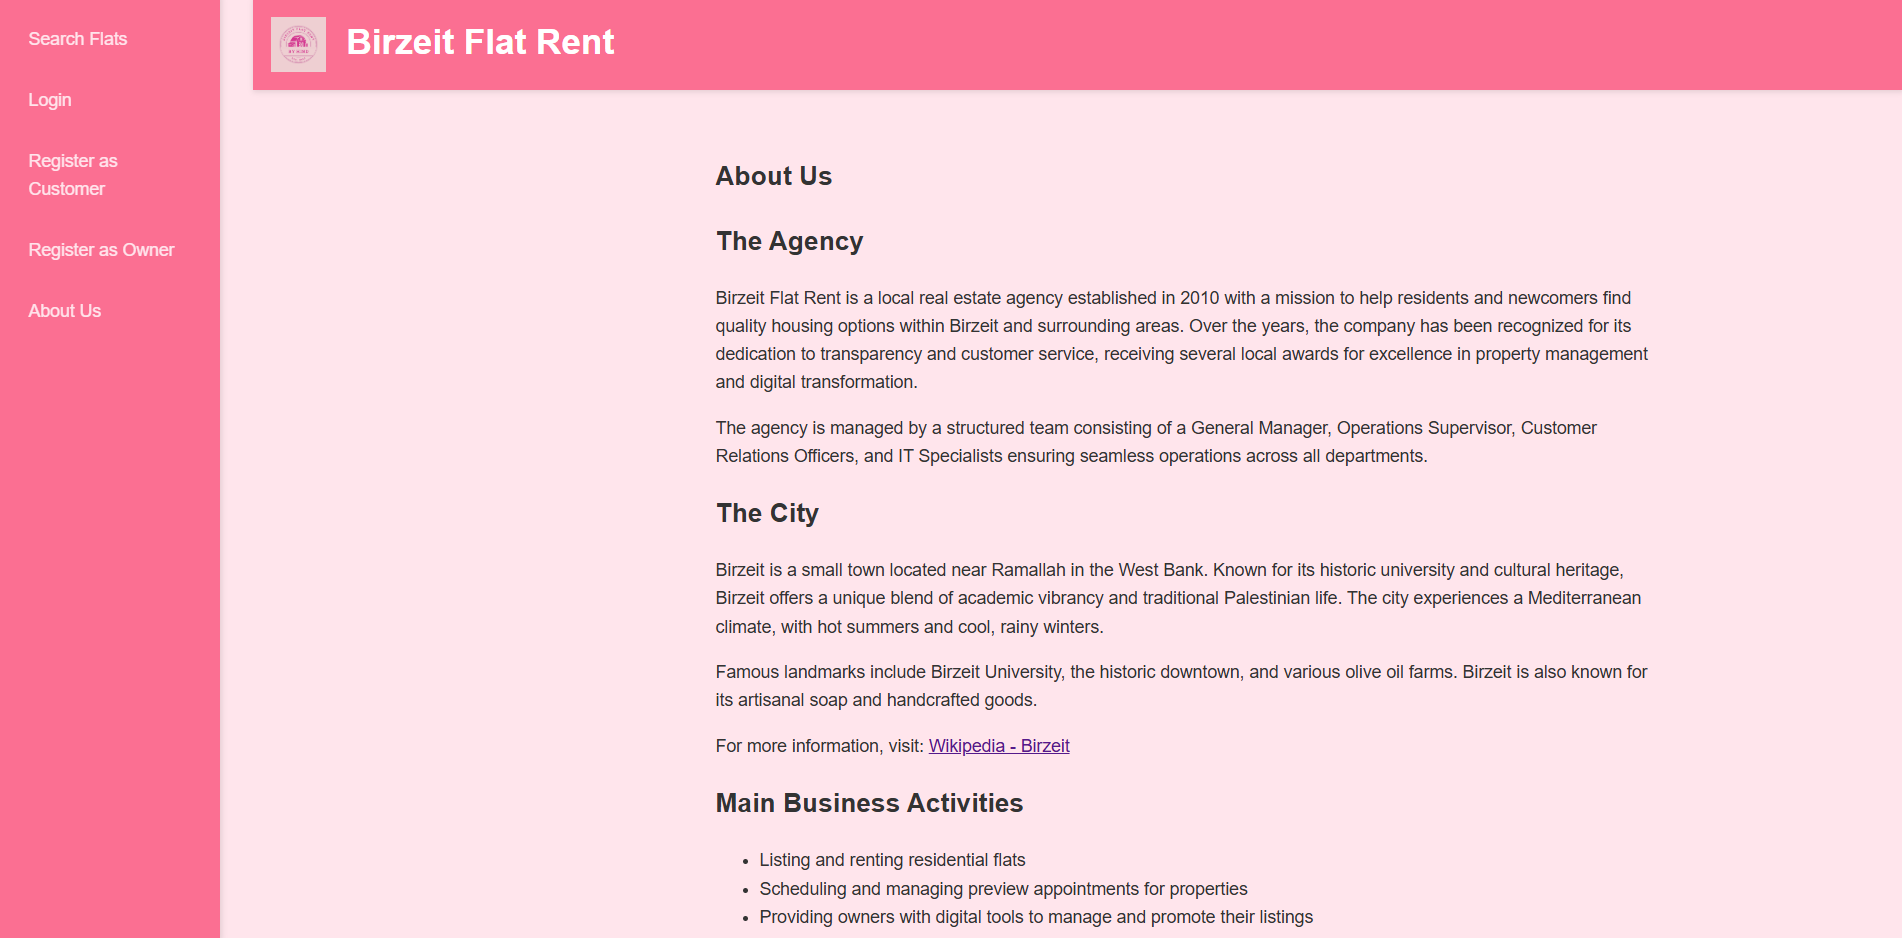 Search Flats
Login
Register as
Customer
Register as Owner
About Us
Birzeit Flat Rent
About Us
The Agency
Birzeit Flat Rent is a local real estate agency established in 2010 with a mission to help residents and newcomers find
quality housing options within Birzeit and surrounding areas. Over the years, the company has been recognized for its
dedication to transparency and customer service, receiving several local awards for excellence in property management
and digital transformation.
The agency is managed by a structured team consisting of a General Manager, Operations Supervisor, Customer
Relations Officers, and IT Specialists ensuring seamless operations across all departments.
The City
Birzeit is a small town located near Ramallah in the West Bank. Known for its historic university and cultural heritage,
Birzeit offers a unique blend of academic vibrancy and traditional Palestinian life. The city experiences a Mediterranean
climate, with hot summers and cool, rainy winters.
Famous landmarks include Birzeit University, the historic downtown, and various olive oil farms. Birzeit is also known for
its artisanal soap and handcrafted goods.
For more information, visit: Wikipedia - Birzeit
Main Business Activities
• Listing and renting residential flats
• Scheduling and managing preview appointments for properties
• Providing owners with digital tools to manage and promote their listings